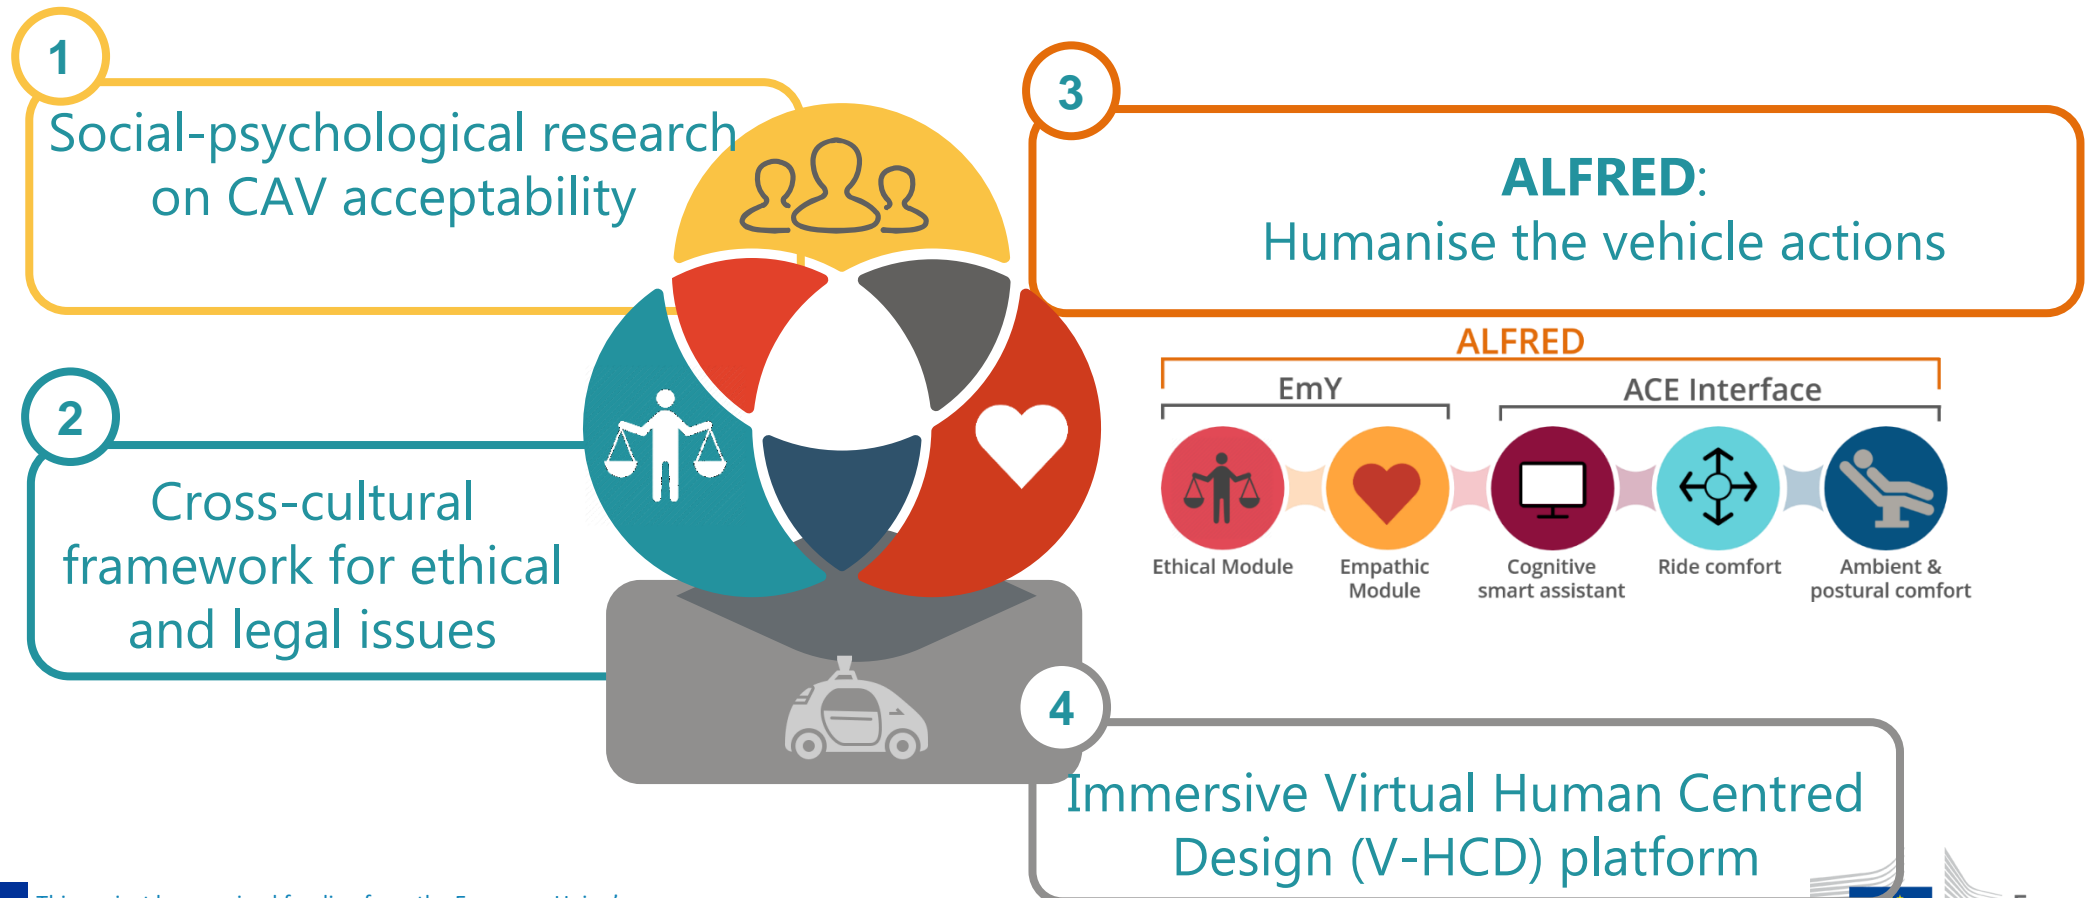 1
Social-psychological research
on CAV acceptability
2
Cross-cultural
framework for ethical
and legal issues
3
ALFRED:
Humanise the vehicle actions
ALFRED
EmY
ACE Interface
Ethical Module
Empathic
Module
Cognitive
smart assistant
Ride comfort
Ambient &
postural comfort
4
Immersive Virtual Human Centred
Design (V-HCD) platform